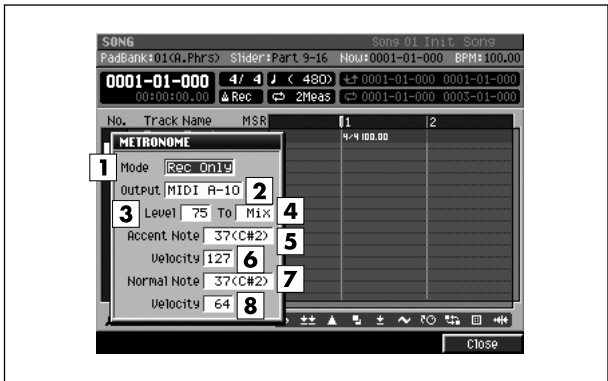 SONG Song 01 Init Song
PadBank:01(A.Phrs) Slider:Part 9-16 Now:0001-01-000 BPM:100.00
0001-01-000 4/ 4 ( 480) 0001-01-000 0001-01-000
00:00:00.00 Rec 2Meas 0001-01-000 0003-01-000
No. Track Name MSR 1 2
4/4 100.00
METRONOME
1 Mode Rec Only
Output MIDI A-10 2
3 Level 75 To Mix 4
Accent Note 37(C#2) 5
Velocity 127 6
Normal Note 37(C#2) 7
Velocity 64 8
Close